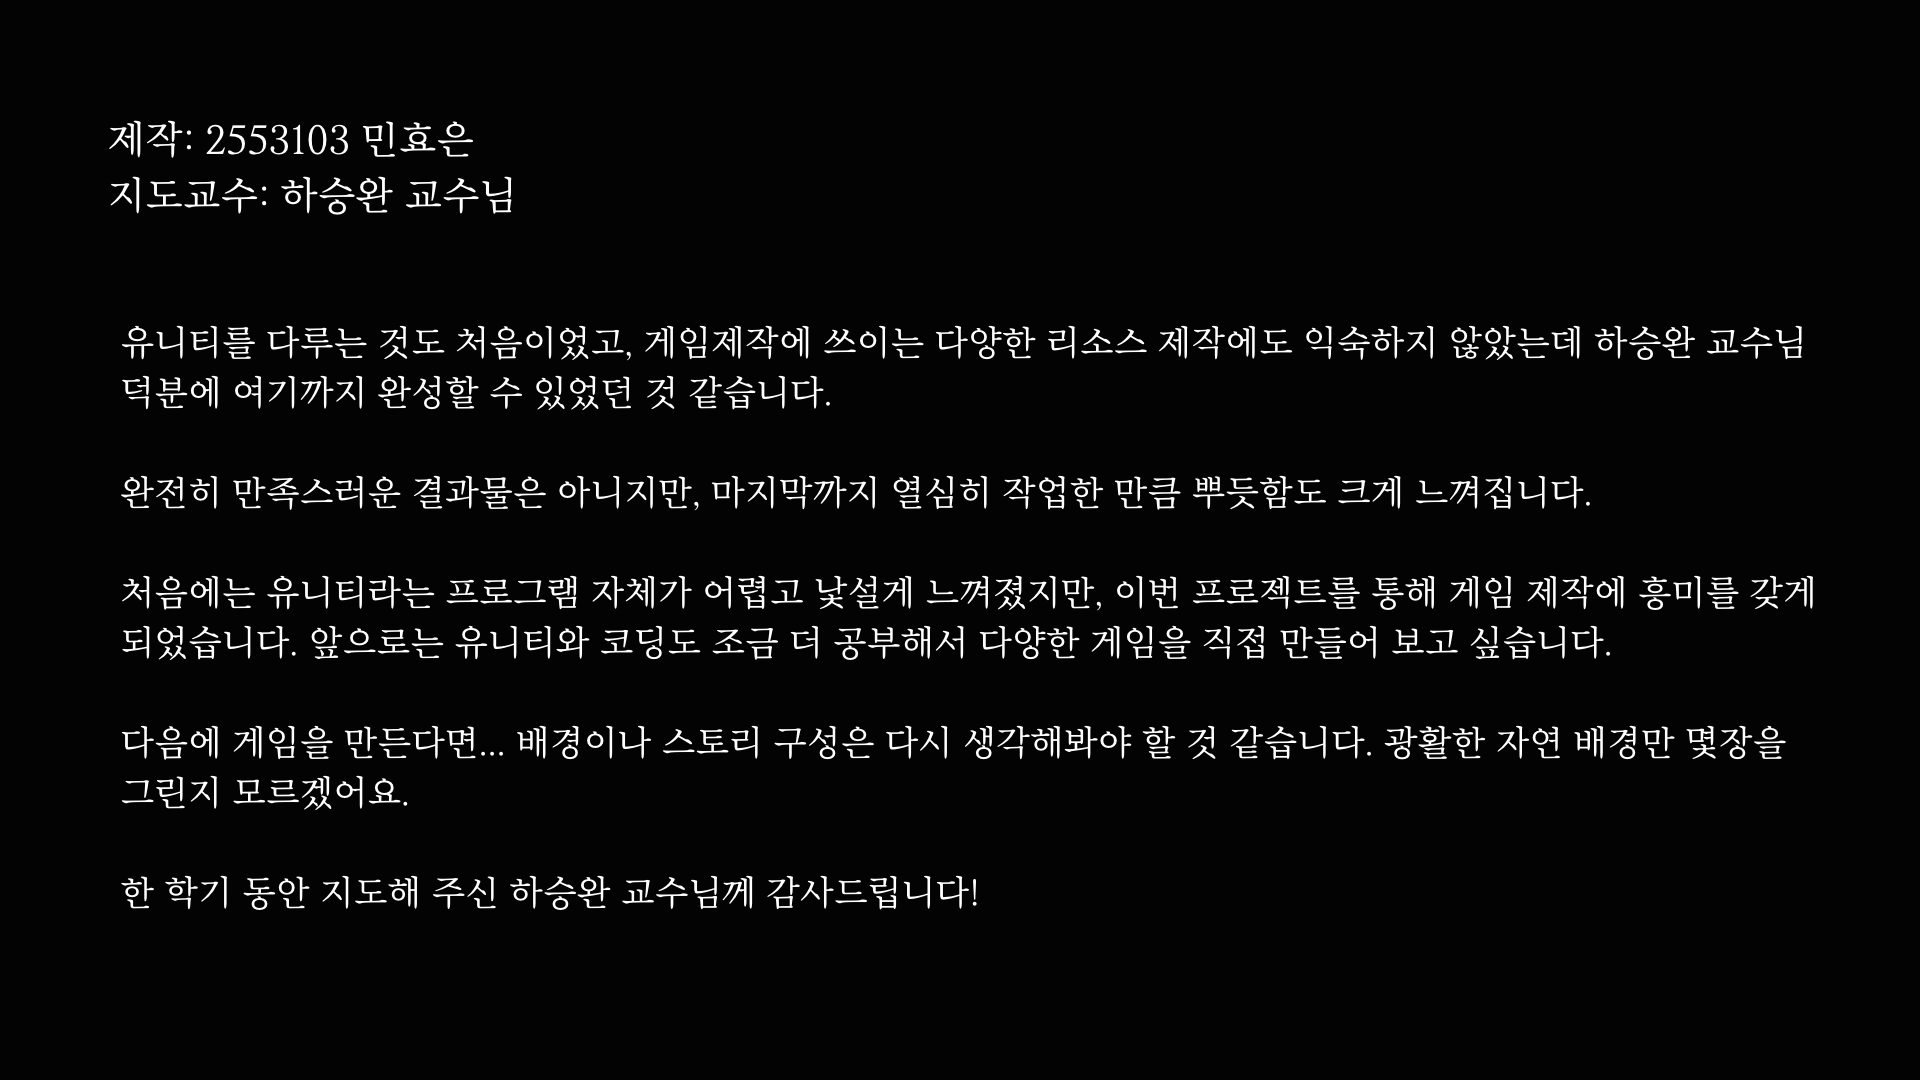 제작: 2553103 민효은
지도교수: 하승완 교수님
유니티를 다루는 것도 처음이었고, 게임제작에 쓰이는 다양한 리소스 제작에도 익숙하지 않았는데 하승완 교수님
덕분에 여기까지 완성할 수 있었던 것 같습니다.
완전히 만족스러운 결과물은 아니지만, 마지막까지 열심히 작업한 만큼 뿌듯함도 크게 느껴집니다.
처음에는 유니티라는 프로그램 자체가 어렵고 낯설게 느껴졌지만, 이번 프로젝트를 통해 게임 제작에 흥미를 갖게
되었습니다. 앞으로는 유니티와 코딩도 조금 더 공부해서 다양한 게임을 직접 만들어 보고 싶습니다.
다음에 게임을 만든다면... 배경이나 스토리 구성은 다시 생각해봐야 할 것 같습니다. 광활한 자연 배경만 몇장을
그린지 모르겠어요.
한 학기 동안 지도해 주신 하승완 교수님께 감사드립니다!